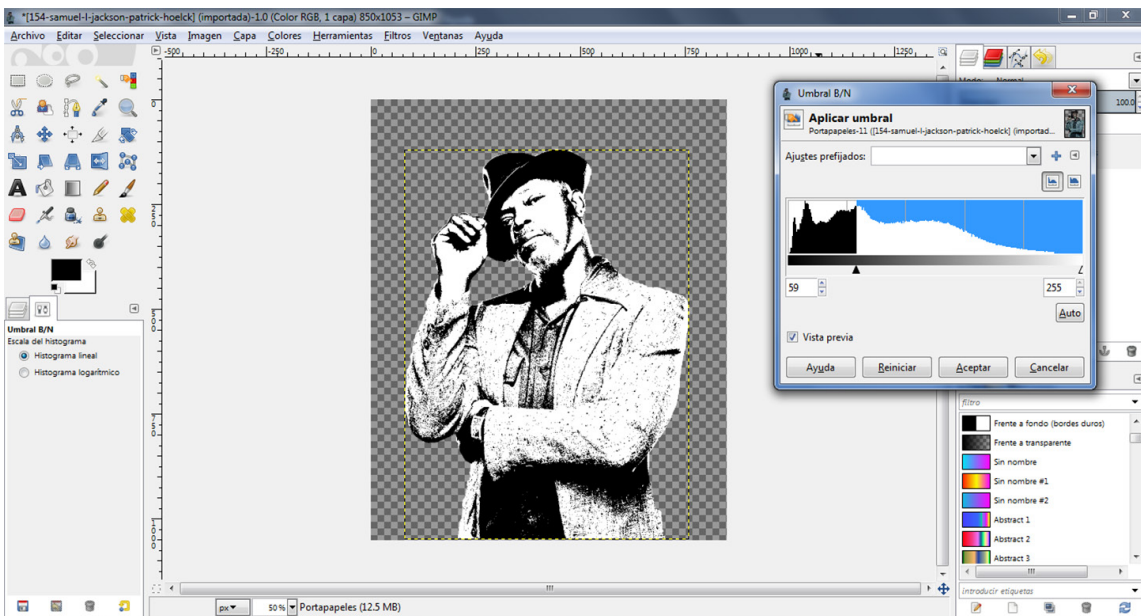 *[154-samuel-l-jackson-patrick-hoelck] (importada)-1.0 (Color RGB, 1 capa) 850x1053 – GIMP
Archivo Editar Seleccionar Vista Imagen Capa Colores Herramientas Filtros Ventanas Ayuda
-500 -250 0 250 500 750 1000 1250
Umbral B/N
Aplicar umbral
Portapapeles-11 ([154-samuel-l-jackson-patrick-hoelck] (importad...
100.0
Ajustes prefijados:
59 255
Auto
Vista previa
Ayuda Reiniciar Aceptar Cancelar
Umbral B/N
Escala del histograma
Histograma lineal
Histograma logarítmico
filtro
Frente a fondo (bordes duros)
Frente a transparente
Sin nombre
Sin nombre #1
Sin nombre #2
Abstract 1
Abstract 2
Abstract 3
introducir etiquetas
px 50 % Portapapeles (12.5 MB)